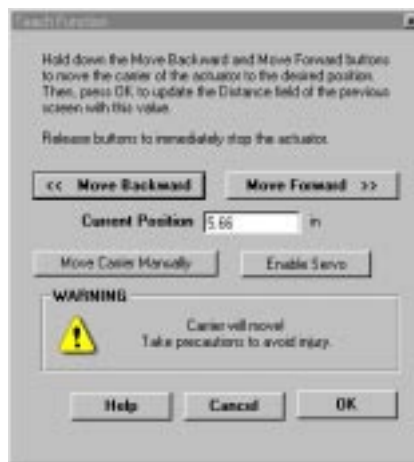 Teach Function
Hold down the Move Backward and Move Forward buttons
to move the carrier of the actuator to the desired position.
Then, press OK to update the Distance field of the previous
screen with this value.
Release buttons to immediately stop the actuator.
<< Move Backward Move Forward >>
Current Position 5.66 in
Move Carrier Manually Enable Servo
WARNING
Carrier will move!
Take precautions to avoid injury.
Help Cancel OK